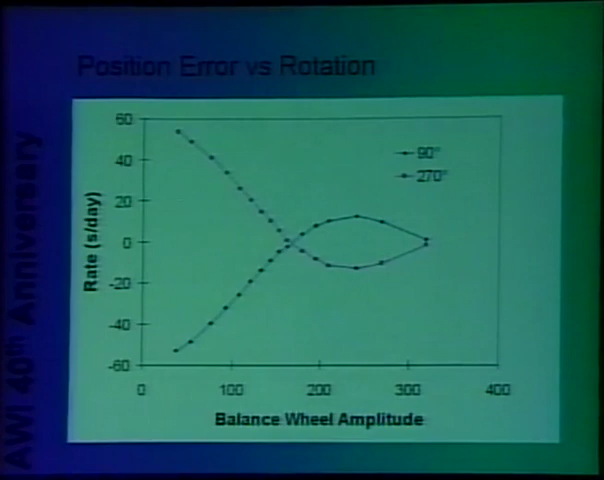 Position Error vs Rotation
AWI 40th Anniversary
60
40
20
0
-20
-40
-60
Rate (s/day)
90°
270°
0 100 200 300 400
Balance Wheel Amplitude